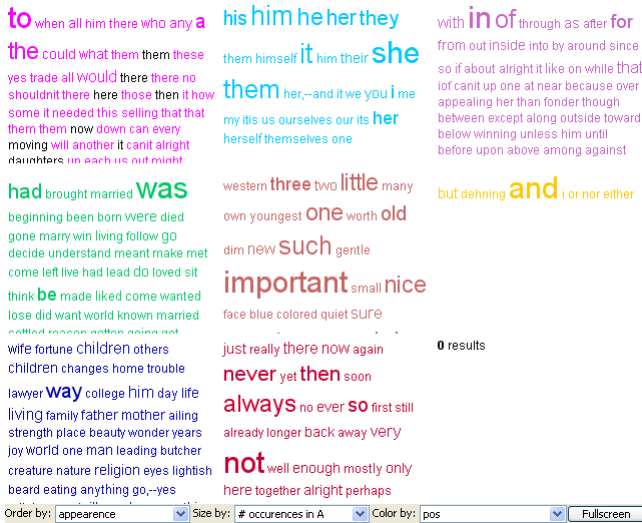 to when all him there who any a
the could what them them these
yes trade all would there there no
shouldnit there here those then it how
some it needed this selling that that
them them now down can every
moving will another it canit alright
daughters up each us out might
his him he her they
them himself it him their she
them her,--and it we you i me
my itis us ourselves our its her
herself themselves one
with in of through as after for
from out inside into by around since
so if about alright it like on while that
iof canit up one at near because over
appealing her than fonder though
between except along outside toward
below winning unless him until
before upon above among against
had brought married was
beginning been born were died
gone marry win living follow go
decide understand meant make met
come left live had lead do loved sit
think be made liked come wanted
lose did want world known married
settled reason gotten going got
western three two little many
own youngest one worth old
dim new such gentle
important small nice
face blue colored quiet sure
but dehning and i or nor either
wife fortune children others
children changes home trouble
lawyer way college him day life
living family father mother ailing
strength place beauty wonder years
joy world one man leading butcher
creature nature religion eyes lightish
beard eating anything go,--yes
just really there now again
never yet then soon
always no ever so first still
already longer back away very
not well enough mostly only
here together alright perhaps
0 results
Order by: appearence Size by: # occurences in A Color by: pos Fullscreen